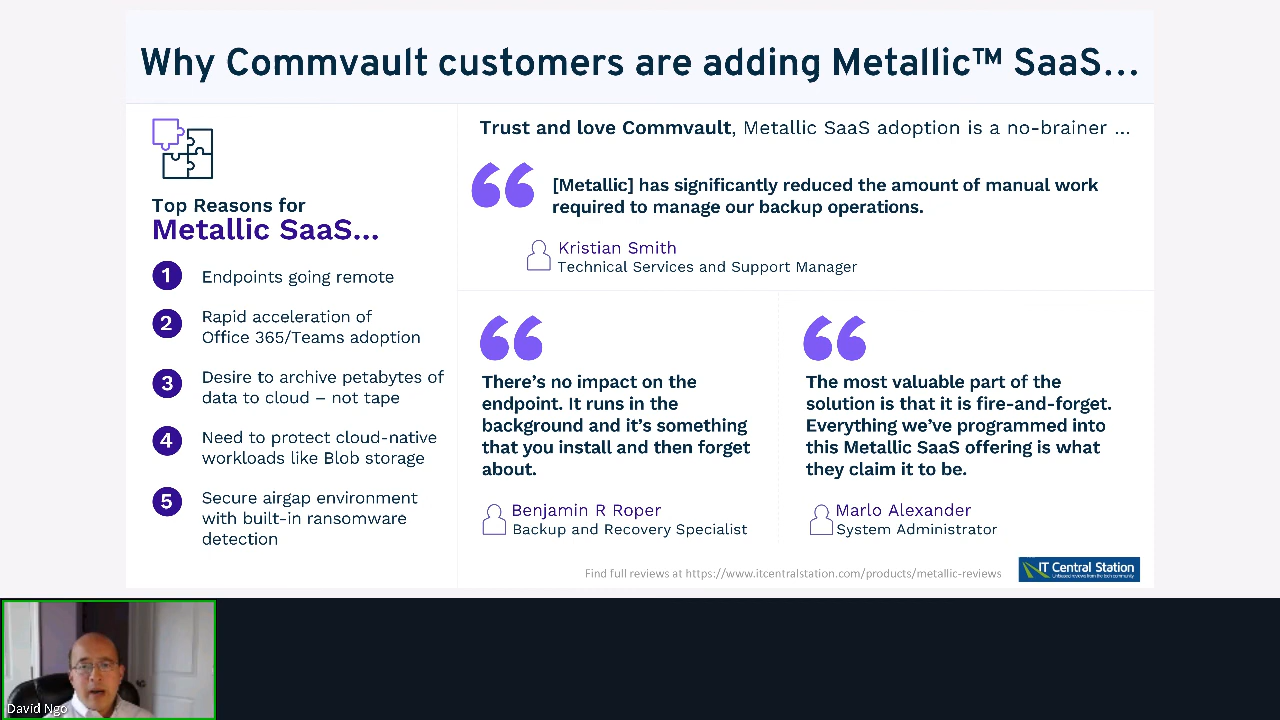 Why Commvault customers are adding Metallic™ SaaS...
Top Reasons for
Metallic SaaS...
1 Endpoints going remote
2 Rapid acceleration of
Office 365/Teams adoption
3 Desire to archive petabytes of
data to cloud – not tape
4 Need to protect cloud-native
workloads like Blob storage
5 Secure airgap environment
with built-in ransomware
detection
Trust and love Commvault, Metallic SaaS adoption is a no-brainer ...
[Metallic] has significantly reduced the amount of manual work
required to manage our backup operations.
Kristian Smith
Technical Services and Support Manager
There's no impact on the
endpoint. It runs in the
background and it's something
that you install and then forget
about.
Benjamin R Roper
Backup and Recovery Specialist
The most valuable part of the
solution is that it is fire-and-forget.
Everything we've programmed into
this Metallic SaaS offering is what
they claim it to be.
Marlo Alexander
System Administrator
Find full reviews at https://www.itcentralstation.com/products/metallic-reviews
IT Central Station
Unbiased reviews from the tech community
David Ngo